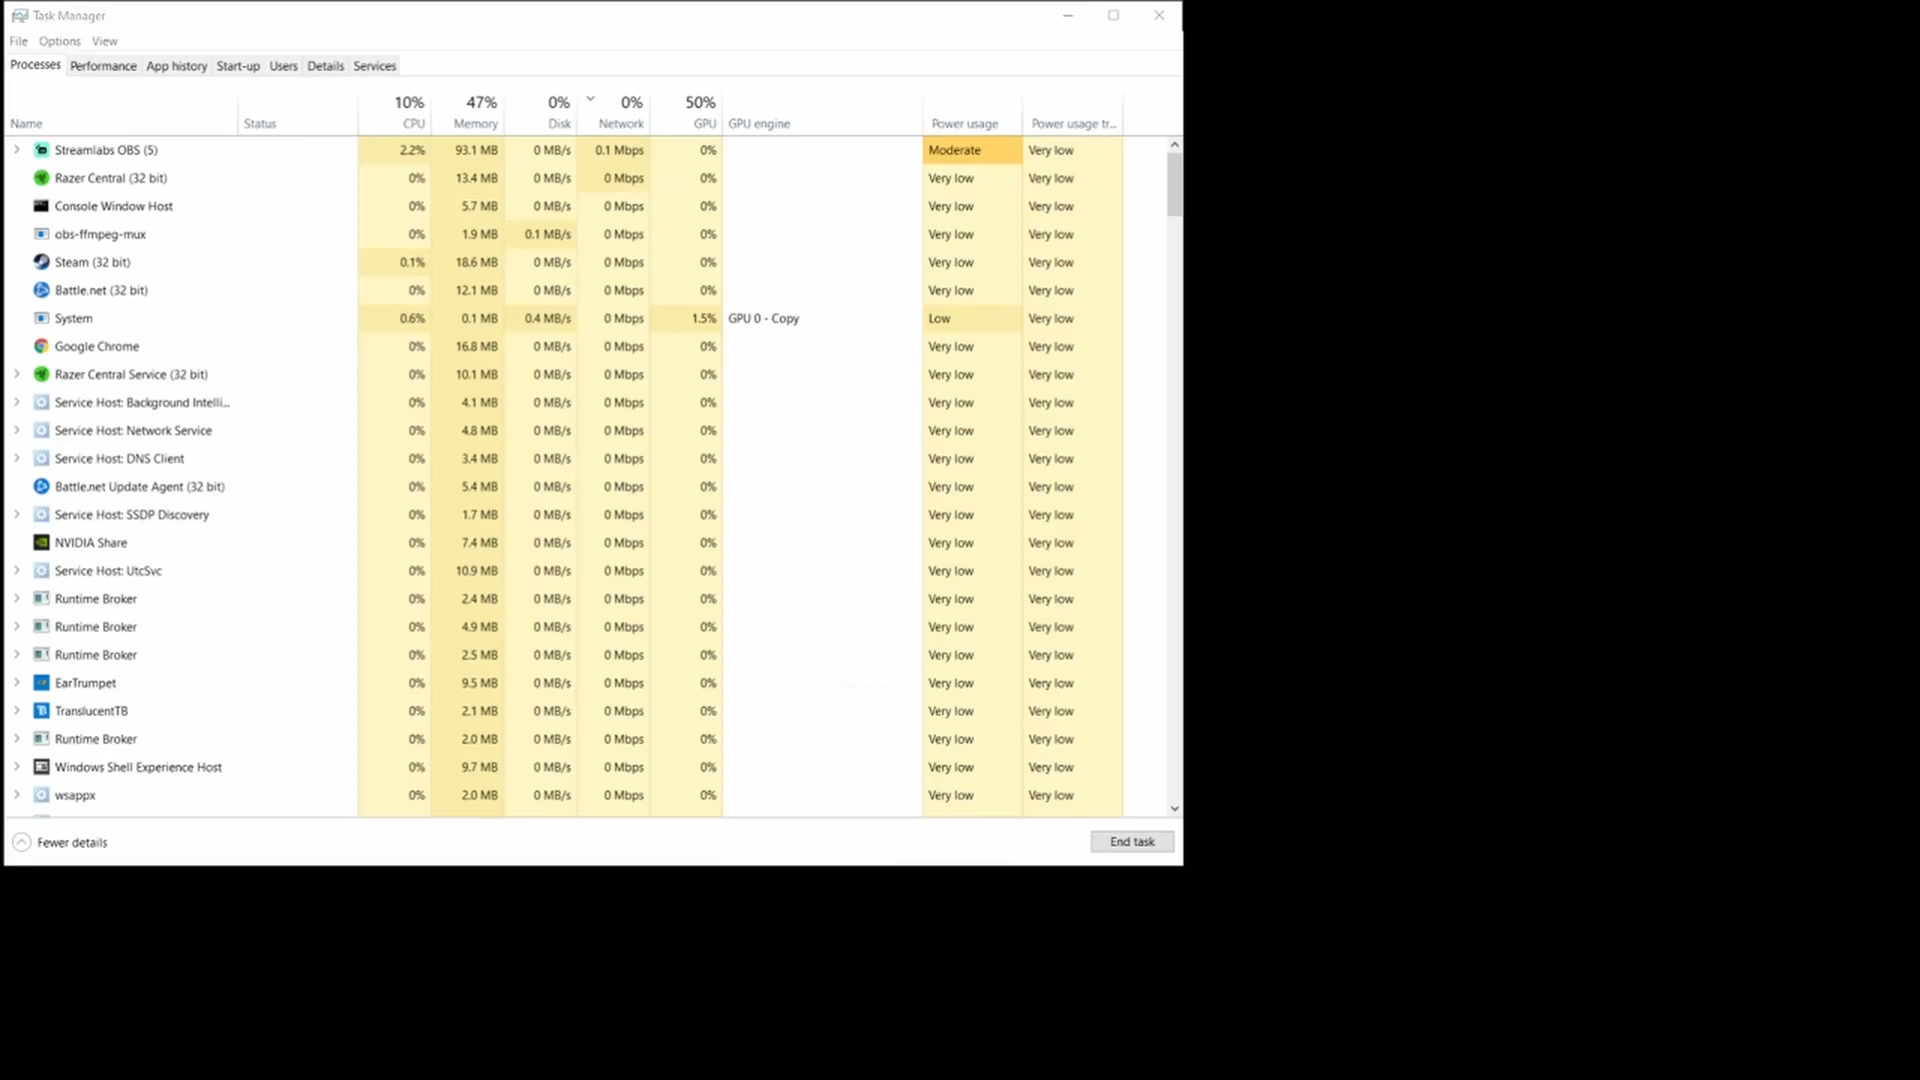 Task Manager
File Options View
Processes Performance App history Start-up Users Details Services
10% 47% 0% 0% 50%
Name Status CPU Memory Disk Network GPU GPU engine Power usage Power usage tr...
Streamlabs OBS (5) 2.2% 93.1 MB 0 MB/s 0.1 Mbps 0% Moderate Very low
Razer Central (32 bit) 0% 13.4 MB 0 MB/s 0 Mbps 0% Very low Very low
Console Window Host 0% 5.7 MB 0 MB/s 0 Mbps 0% Very low Very low
obs-ffmpeg-mux 0% 1.9 MB 0.1 MB/s 0 Mbps 0% Very low Very low
Steam (32 bit) 0.1% 18.6 MB 0 MB/s 0 Mbps 0% Very low Very low
Battle.net (32 bit) 0% 12.1 MB 0 MB/s 0 Mbps 0% Very low Very low
System 0.6% 0.1 MB 0.4 MB/s 0 Mbps 1.5% GPU 0 - Copy Low Very low
Google Chrome 0% 16.8 MB 0 MB/s 0 Mbps 0% Very low Very low
Razer Central Service (32 bit) 0% 10.1 MB 0 MB/s 0 Mbps 0% Very low Very low
Service Host: Background Intelli... 0% 4.1 MB 0 MB/s 0 Mbps 0% Very low Very low
Service Host: Network Service 0% 4.8 MB 0 MB/s 0 Mbps 0% Very low Very low
Service Host: DNS Client 0% 3.4 MB 0 MB/s 0 Mbps 0% Very low Very low
Battle.net Update Agent (32 bit) 0% 5.4 MB 0 MB/s 0 Mbps 0% Very low Very low
Service Host: SSDP Discovery 0% 1.7 MB 0 MB/s 0 Mbps 0% Very low Very low
NVIDIA Share 0% 7.4 MB 0 MB/s 0 Mbps 0% Very low Very low
Service Host: UtcSvc 0% 10.9 MB 0 MB/s 0 Mbps 0% Very low Very low
Runtime Broker 0% 2.4 MB 0 MB/s 0 Mbps 0% Very low Very low
Runtime Broker 0% 4.9 MB 0 MB/s 0 Mbps 0% Very low Very low
Runtime Broker 0% 2.5 MB 0 MB/s 0 Mbps 0% Very low Very low
EarTrumpet 0% 9.5 MB 0 MB/s 0 Mbps 0% Very low Very low
TranslucentTB 0% 2.1 MB 0 MB/s 0 Mbps 0% Very low Very low
Runtime Broker 0% 2.0 MB 0 MB/s 0 Mbps 0% Very low Very low
Windows Shell Experience Host 0% 9.7 MB 0 MB/s 0 Mbps 0% Very low Very low
wsappx 0% 2.0 MB 0 MB/s 0 Mbps 0% Very low Very low
Fewer details End task